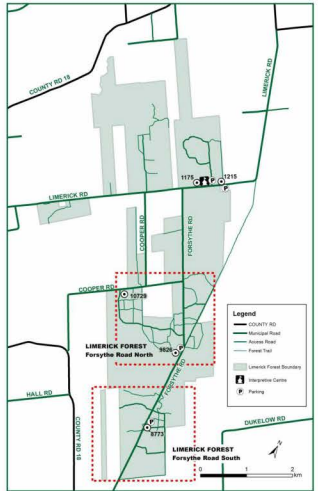 COUNTY RD 18
LIMERICK RD
1175
P
1215
P
LIMERICK RD
COOPER RD
FORSYTHE RD
COOPER RD
10729
LIMERICK FOREST
Forsythe Road North
9826
P
FORSYTHE RD
HALL RD
COUNTY RD 18
P
8773
LIMERICK FOREST
Forsythe Road South
DUKELOW RD
Legend
COUNTY RD
Municipal Road
Access Road
Forest Trail
Limerick Forest Boundary
Interpretive Centre
P Parking
N
0 1 2
km